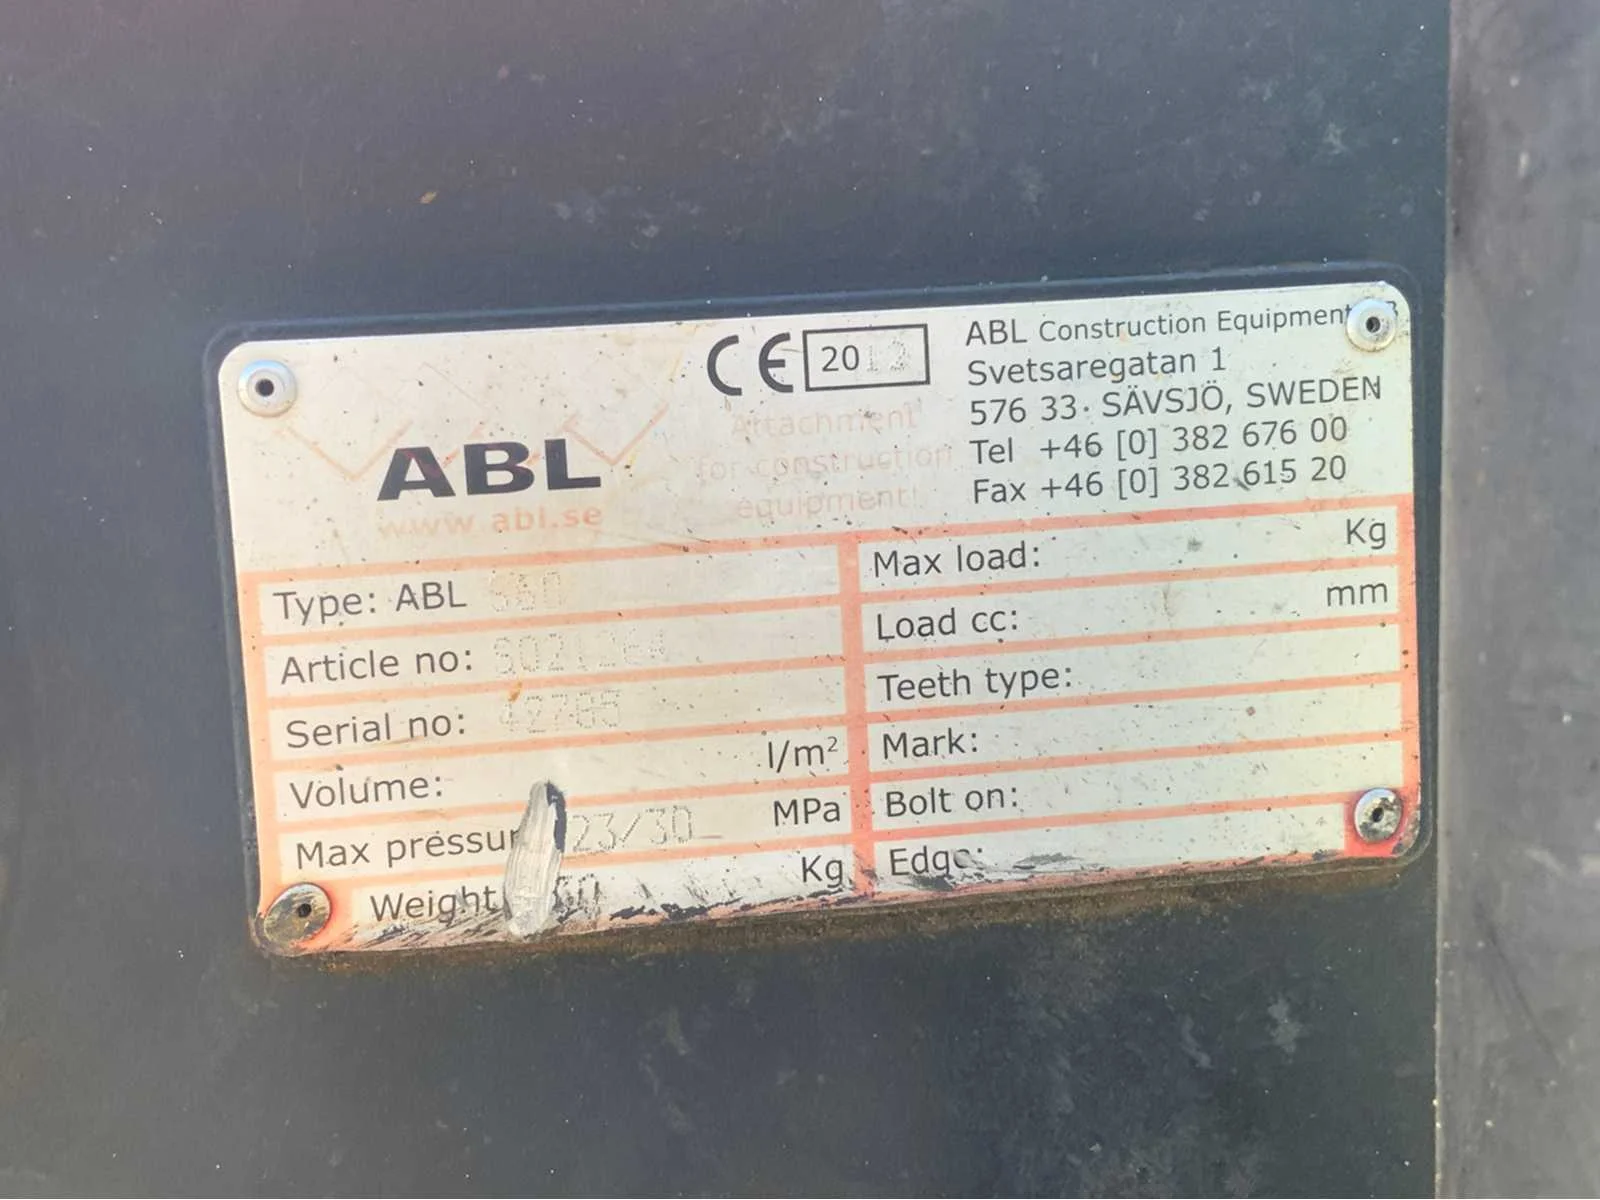 CE 2012
ABL Construction Equipment
Svetsaregatan 1
576 33 SÄVSJÖ, SWEDEN
Tel +46 [0] 382 676 00
Fax +46 [0] 382 615 20
ABL
www abl.se
Attachment
for construction
equipment!
Type: ABL
Article no:
Serial no: 42785
Volume: l/m²
Max pressur 23/30 MPa
Weight Kg
Max load: Kg
Load cc: mm
Teeth type:
Mark:
Bolt on:
Edge: